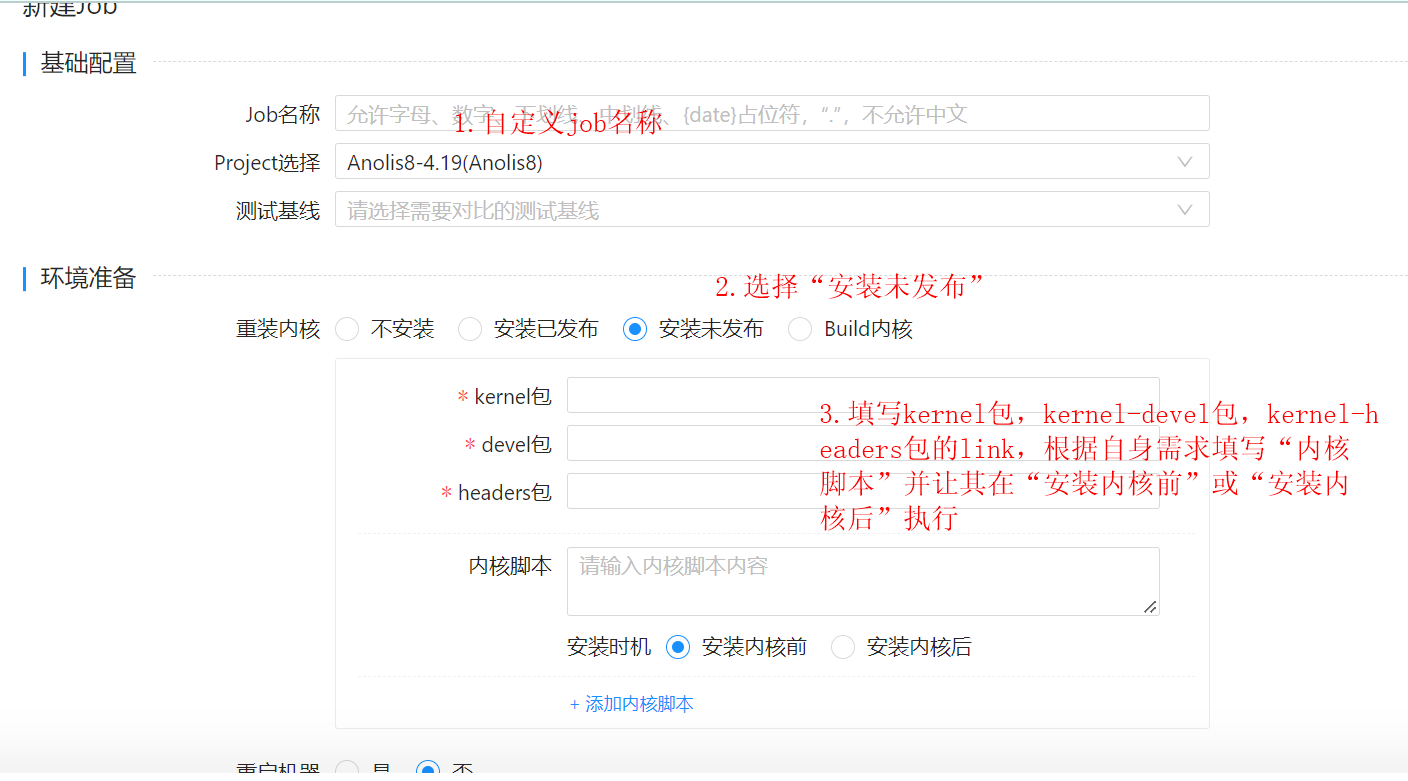 新建Job
基础配置
Job名称 允许字母、数字、下划线、中划线、{date}占位符，“.”，不允许中文
1.自定义job名称
Project选择 Anolis8-4.19(Anolis8)
测试基线 请选择需要对比的测试基线
环境准备
2.选择“安装未发布”
重装内核 不安装 安装已发布 安装未发布 Build内核
* kernel包
* devel包
* headers包
3.填写kernel包，kernel-devel包，kernel-h
eaders包的link，根据自身需求填写“内核
脚本”并让其在“安装内核前”或“安装内
核后”执行
内核脚本 请输入内核脚本内容
安装时机 安装内核前 安装内核后
+ 添加内核脚本
重启机器 是 否